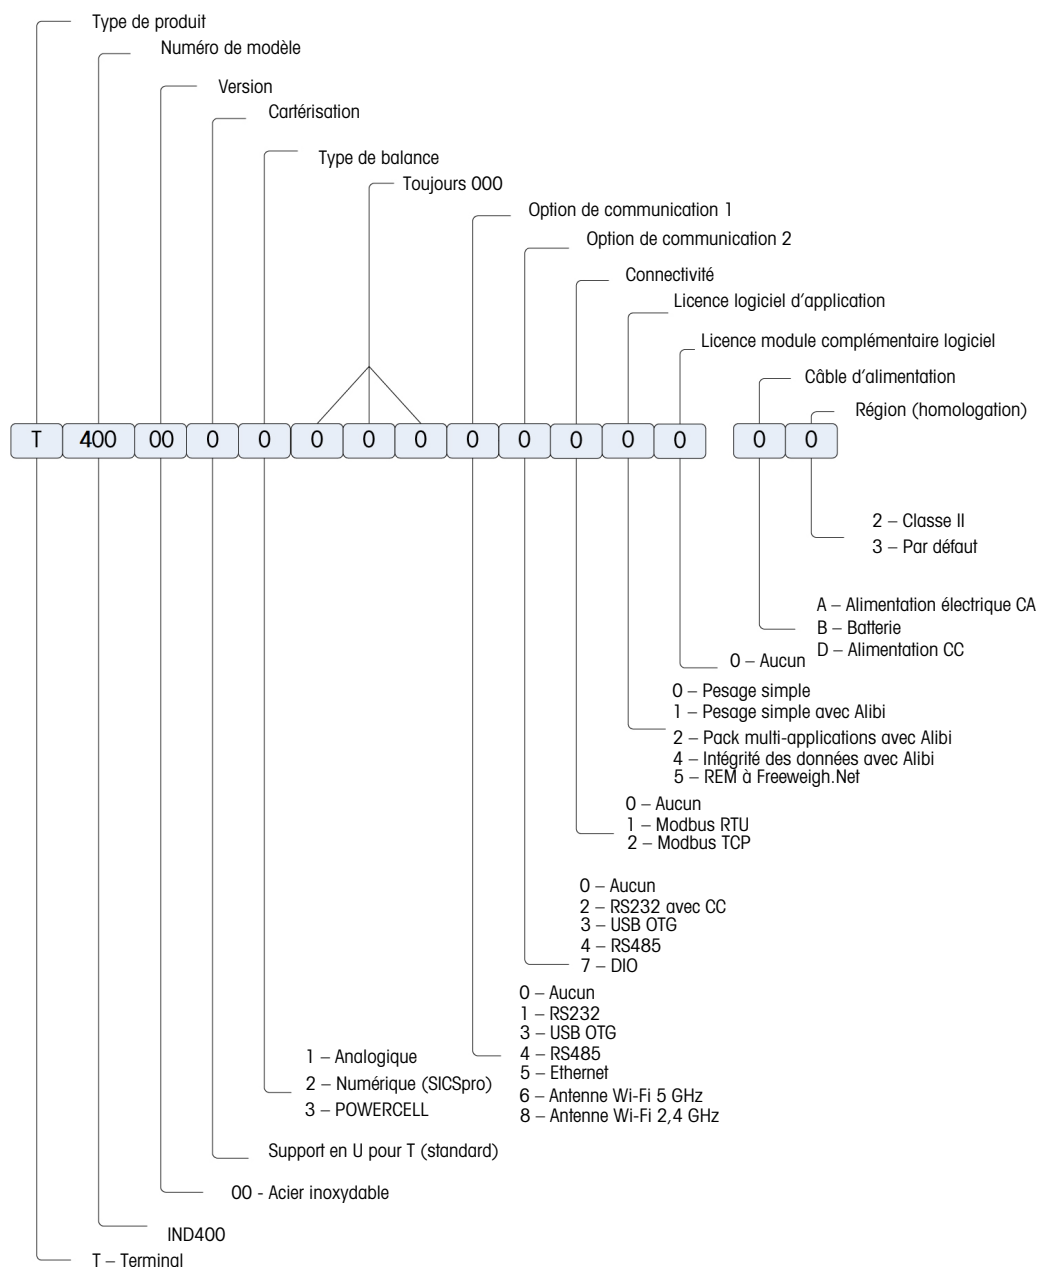 Type de produit
Numéro de modèle
Version
Cartérisation
Type de balance
Toujours 000
Option de communication 1
Option de communication 2
Connectivité
Licence logiciel d'application
Licence module complémentaire logiciel
Câble d'alimentation
Région (homologation)
T 400 00 0 0 0 0 0 0 0 0 0 0 0 0
2 – Classe II
3 – Par défaut
A – Alimentation électrique CA
B – Batterie
D – Alimentation CC
0 – Aucun
0 – Pesage simple
1 – Pesage simple avec Alibi
2 – Pack multi-applications avec Alibi
4 – Intégrité des données avec Alibi
5 – REM à Freeweigh.Net
0 – Aucun
1 – Modbus RTU
2 – Modbus TCP
0 – Aucun
2 – RS232 avec CC
3 – USB OTG
4 – RS485
7 – DIO
0 – Aucun
1 – RS232
3 – USB OTG
4 – RS485
5 – Ethernet
6 – Antenne Wi-Fi 5 GHz
8 – Antenne Wi-Fi 2,4 GHz
1 – Analogique
2 – Numérique (SICSpro)
3 – POWERCELL
Support en U pour T (standard)
00 - Acier inoxydable
IND400
T – Terminal